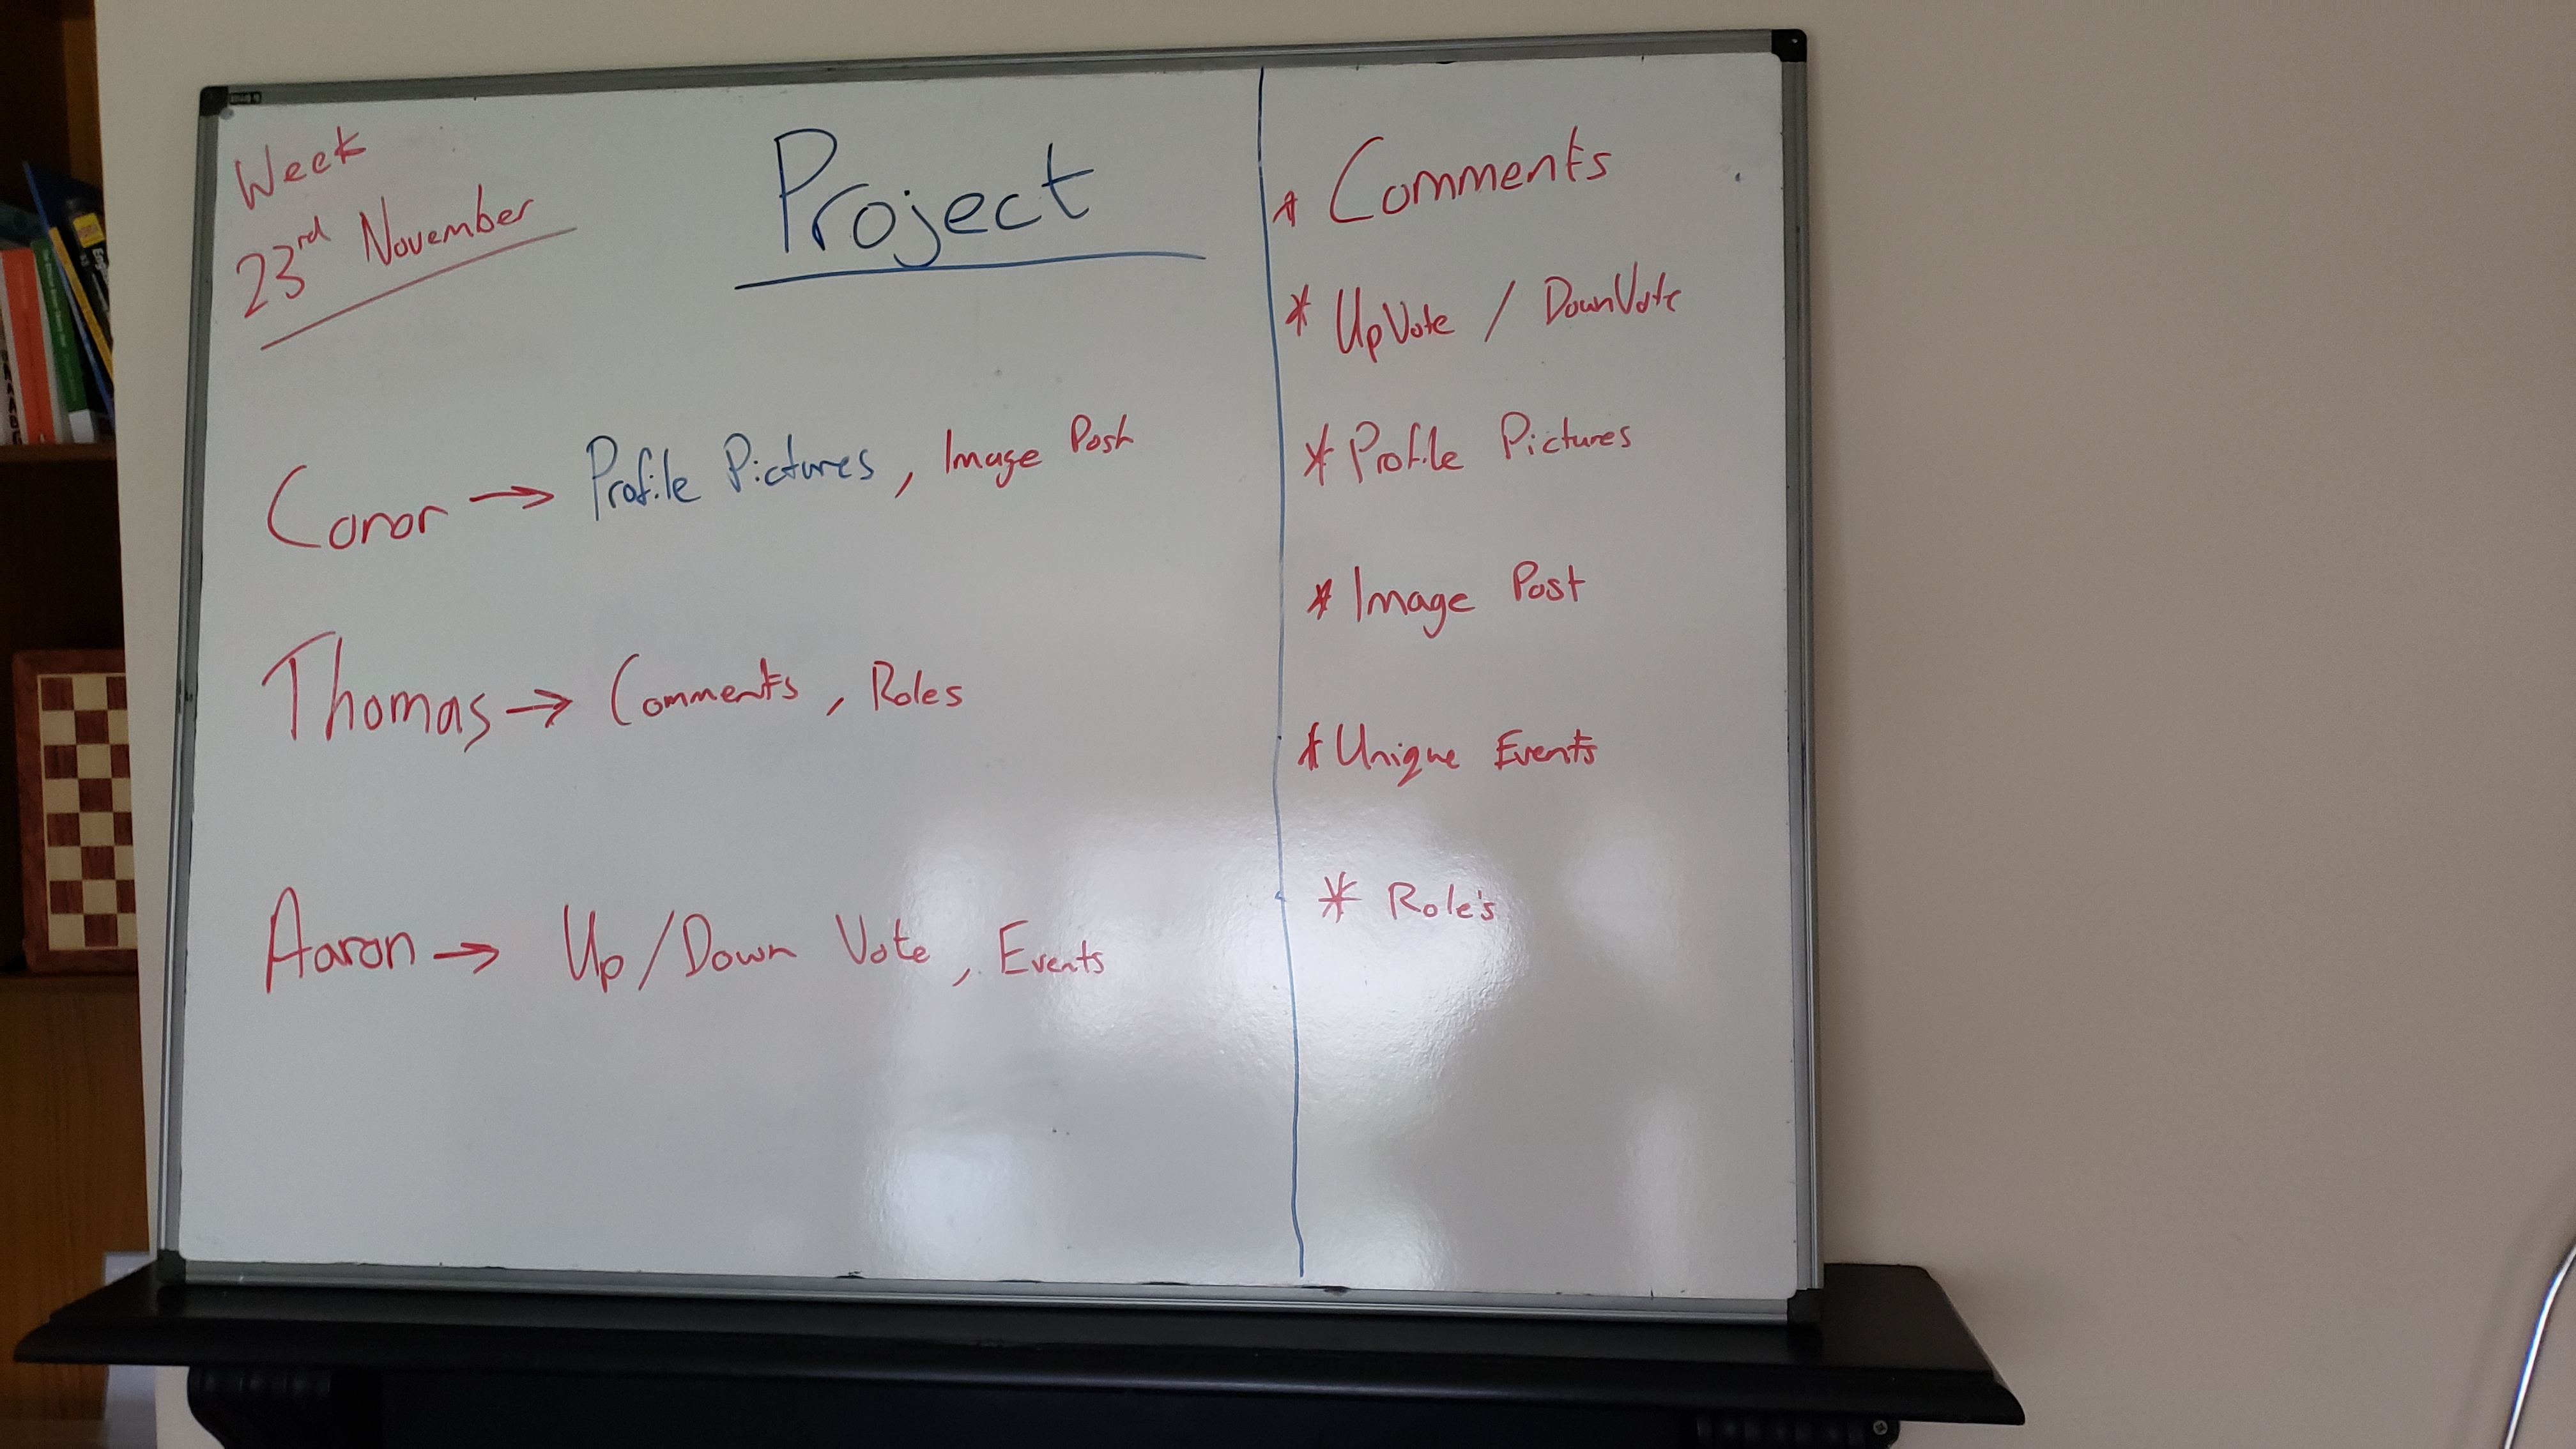 Week
23rd November
Project
Conor → Profile Pictures, Image Post
Thomas → Comments, Roles
Aaron → Up/Down Vote, Events
* Comments
* UpVote / DownVote
* Profile Pictures
* Image Post
* Unique Events
* Role's